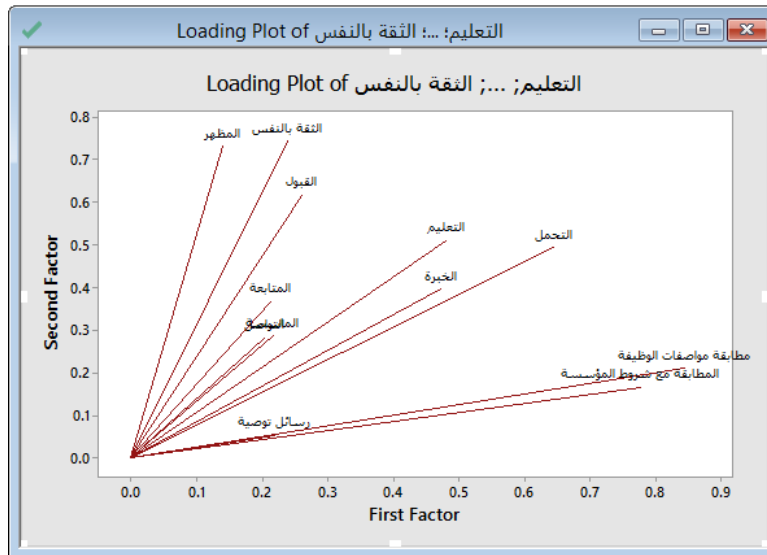 Loading Plot of التعليم; ...; الثقة بالنفس
Loading Plot of التعليم; ...; الثقة بالنفس
0.8
0.7
0.6
0.5
0.4
0.3
0.2
0.1
0.0
Second Factor
المظهر
الثقة بالنفس
القبول
التعليم
التحمل
الخبرة
المتابعة
التواصل
مطابقة مواصفات الوظيفة
المطابقة مع شروط المؤسسة
رسائل توصية
0.0 0.1 0.2 0.3 0.4 0.5 0.6 0.7 0.8 0.9
First Factor